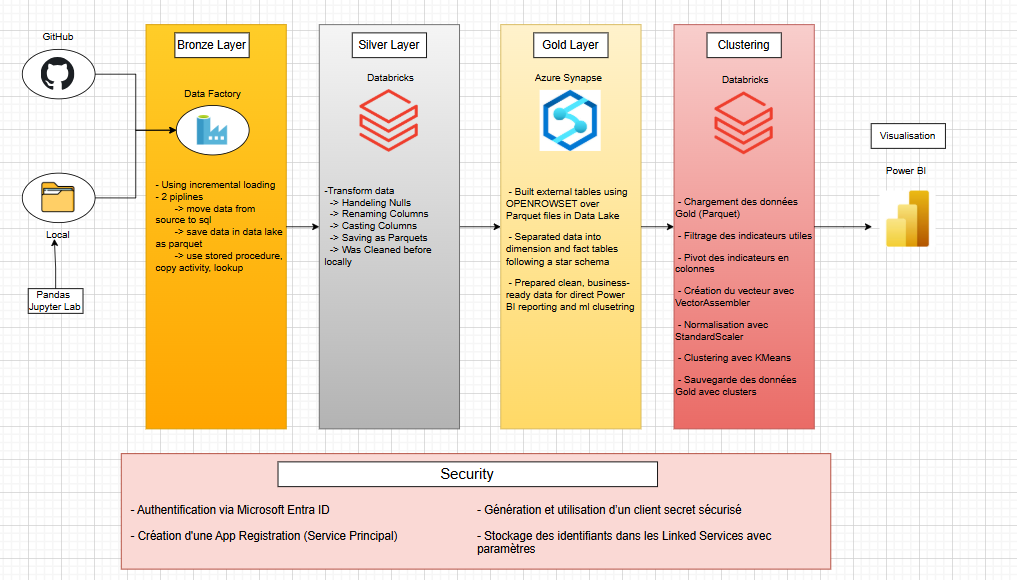 GitHub
Local
Pandas
Jupyter Lab
Bronze Layer
Data Factory
- Using incremental loading
- 2 piplines
-> move data from
source to sql
-> save data in data lake
as parquet
-> use stored procedure,
copy activity, lookup
Silver Layer
Databricks
-Transform data
-> Handeling Nulls
-> Renaming Columns
-> Casting Columns
-> Saving as Parquets
-> Was Cleaned before
locally
Gold Layer
Azure Synapse
- Built external tables using
OPENROWSET over
Parquet files in Data Lake
- Separated data into
dimension and fact tables
following a star schema
- Prepared clean, business-
ready data for direct Power
BI reporting and ml clusetring
Clustering
Databricks
- Chargement des données
Gold (Parquet)
- Filtrage des indicateurs utiles
- Pivot des indicateurs en
colonnes
- Création du vecteur avec
VectorAssembler
- Normalisation avec
StandardScaler
- Clustering avec KMeans
- Sauvegarde des données
Gold avec clusters
Visualisation
Power BI
Security
- Authentification via Microsoft Entra ID
- Création d'une App Registration (Service Principal)
- Génération et utilisation d'un client secret sécurisé
- Stockage des identifiants dans les Linked Services avec
paramètres